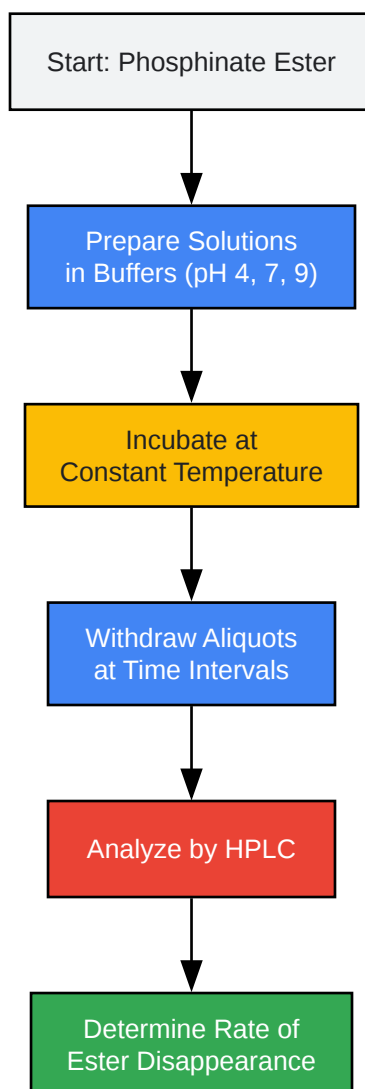 Start: Phosphinate Ester
Prepare Solutions
in Buffers (pH 4, 7, 9)
Incubate at
Constant Temperature
Withdraw Aliquots
at Time Intervals
Analyze by HPLC
Determine Rate of
Ester Disappearance